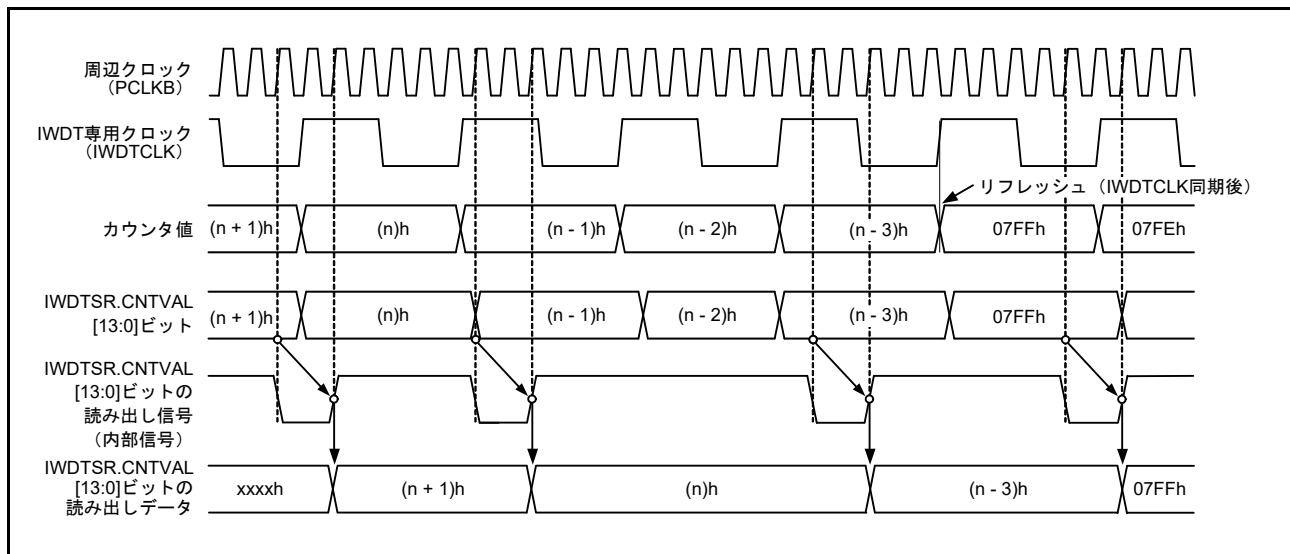 周辺クロック
（PCLKB）
IWDT専用クロック
（IWDTCLK）
リフレッシュ（IWDTCLK同期後）
カウンタ値 (n + 1)h (n)h (n - 1)h (n - 2)h (n - 3)h 07FFh 07FEh
IWDTSR.CNTVAL
[13:0]ビット (n + 1)h (n)h (n - 1)h (n - 2)h (n - 3)h 07FFh
IWDTSR.CNTVAL
[13:0]ビットの
読み出し信号
（内部信号）
IWDTSR.CNTVAL
[13:0]ビットの
読み出しデータ xxxxh (n + 1)h (n)h (n - 3)h 07FFh